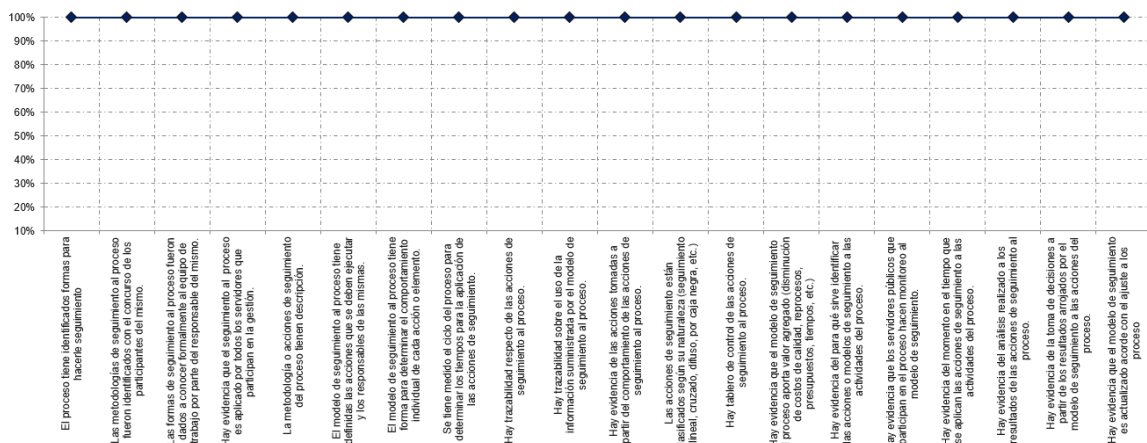 100%
90%
80%
70%
60%
50%
40%
30%
20%
10%
El proceso tiene identificados formas para
hacerle seguimiento
Las metodologías de seguimiento al proceso
fueron identificados con el concurso de los
participantes del mismo.
Las formas de seguimiento al proceso fueron
dados a conocer formalmente al equipo de
trabajo por parte del responsable del mismo.
Hay evidencia que el seguimiento al proceso
es aplicado por todos los servidores que
participan en la gestión.
La metodología o acciones de seguimiento
del proceso tienen descripción.
El modelo de seguimiento al proceso tiene
definidas las acciones que se deben ejecutar
y los responsables de las mismas.
El modelo de seguimiento al proceso tiene
forma para determinar el comportamiento
individual de cada acción o elemento.
Se tiene medido el ciclo del proceso para
determinar los tiempos para la aplicación de
las acciones de seguimiento.
Hay trazabilidad respecto de las acciones de
seguimiento al proceso.
Hay trazabilidad sobre el uso de la
información suministrada por el modelo de
seguimiento al proceso.
Hay evidencia de las acciones tomadas a
partir del comportamiento de las acciones de
seguimiento al proceso.
Las acciones de seguimiento están
asificados según su naturaleza (seguimiento
lineal, cruzado, difuso, por caja negra, etc.)
Hay tablero de control de las acciones de
seguimiento al proceso.
Hay evidencia que el modelo de seguimiento
proceso aporta valor agregado (disminución
de costos de calidad, reprocesos,
presupuestos, tiempos, etc.)
Hay evidencia del para qué sirve identificar
las acciones o modelos de seguimiento a las
actividades del proceso.
ay evidencia que los servidores públicos que
participan en el proceso hacen monitoreo al
modelo de seguimiento.
Hay evidencia del momento en el tiempo que
se aplican las acciones de seguimiento a las
actividades del proceso.
Hay evidencia del análisis realizado a los
esultados de las acciones de seguimiento al
proceso.
Hay evidencia de la toma de decisiones a
partir de los resultados arrojados por el
modelo de seguimiento a las acciones del
proceso.
Hay evidencia que el modelo de seguimiento
es actualizado acorde con el ajuste a los
proceso